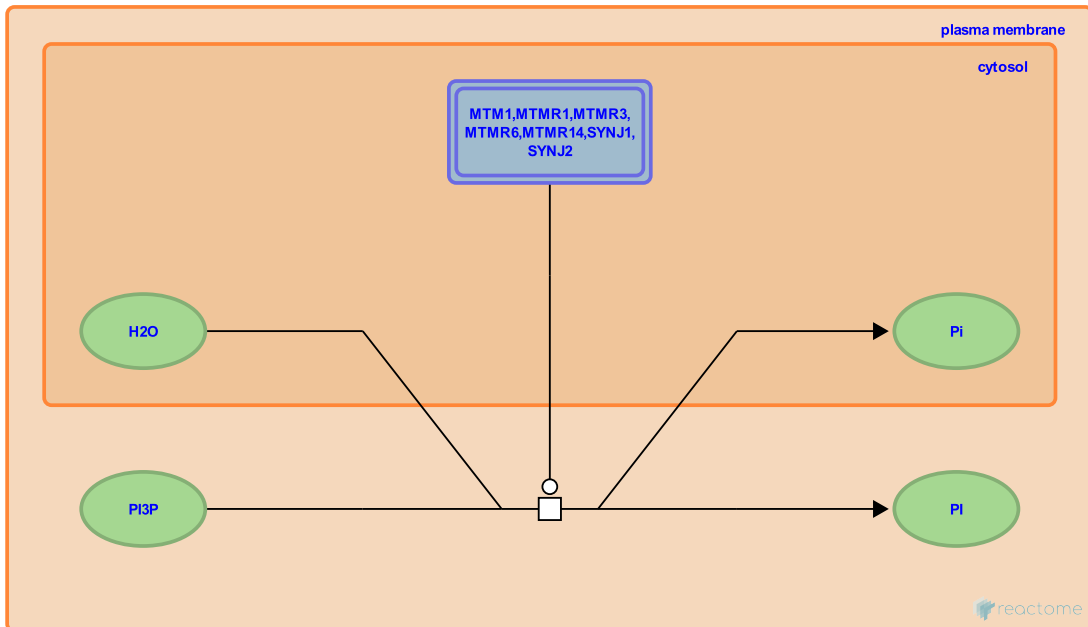 plasma membrane
cytosol
MTM1,MTMR1,MTMR3,
MTMR6,MTMR14,SYNJ1,
SYNJ2
H2O
Pi
PI3P
PI
reactome